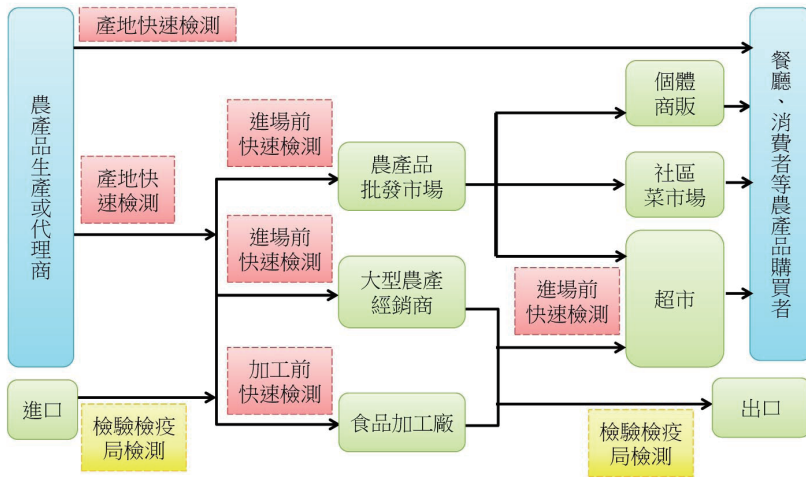 產地快速檢測
農產品生產或代理商
產地快
速檢測
進場前
快速檢測
農產品
批發市場
個體
商販
社區
菜市場
進場前
快速檢測
大型農產
經銷商
進場前
快速檢測
超市
餐廳、消費者等農產品購買者
加工前
快速檢測
食品加工廠
進口
檢驗檢疫
局檢測
檢驗檢疫
局檢測
出口